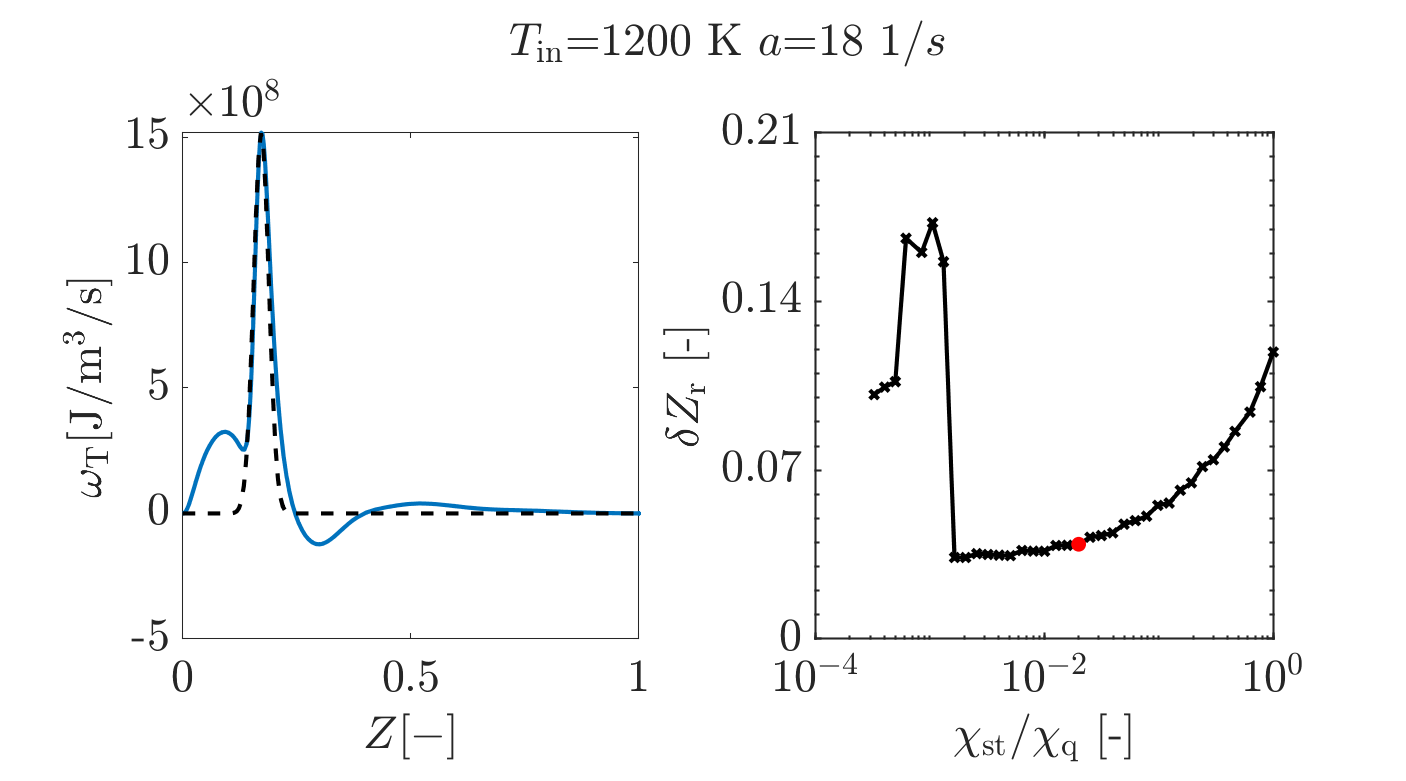 T_in=1200 K a=18 1/s
×10^8
15
10
5
0
-5
0 0.5 1
Z[−]
ω_T[J/m^3/s]
0.21
0.14
0.07
0
10^−4 10^−2 10^0
χ_st/χ_q [-]
δZ_r [-]